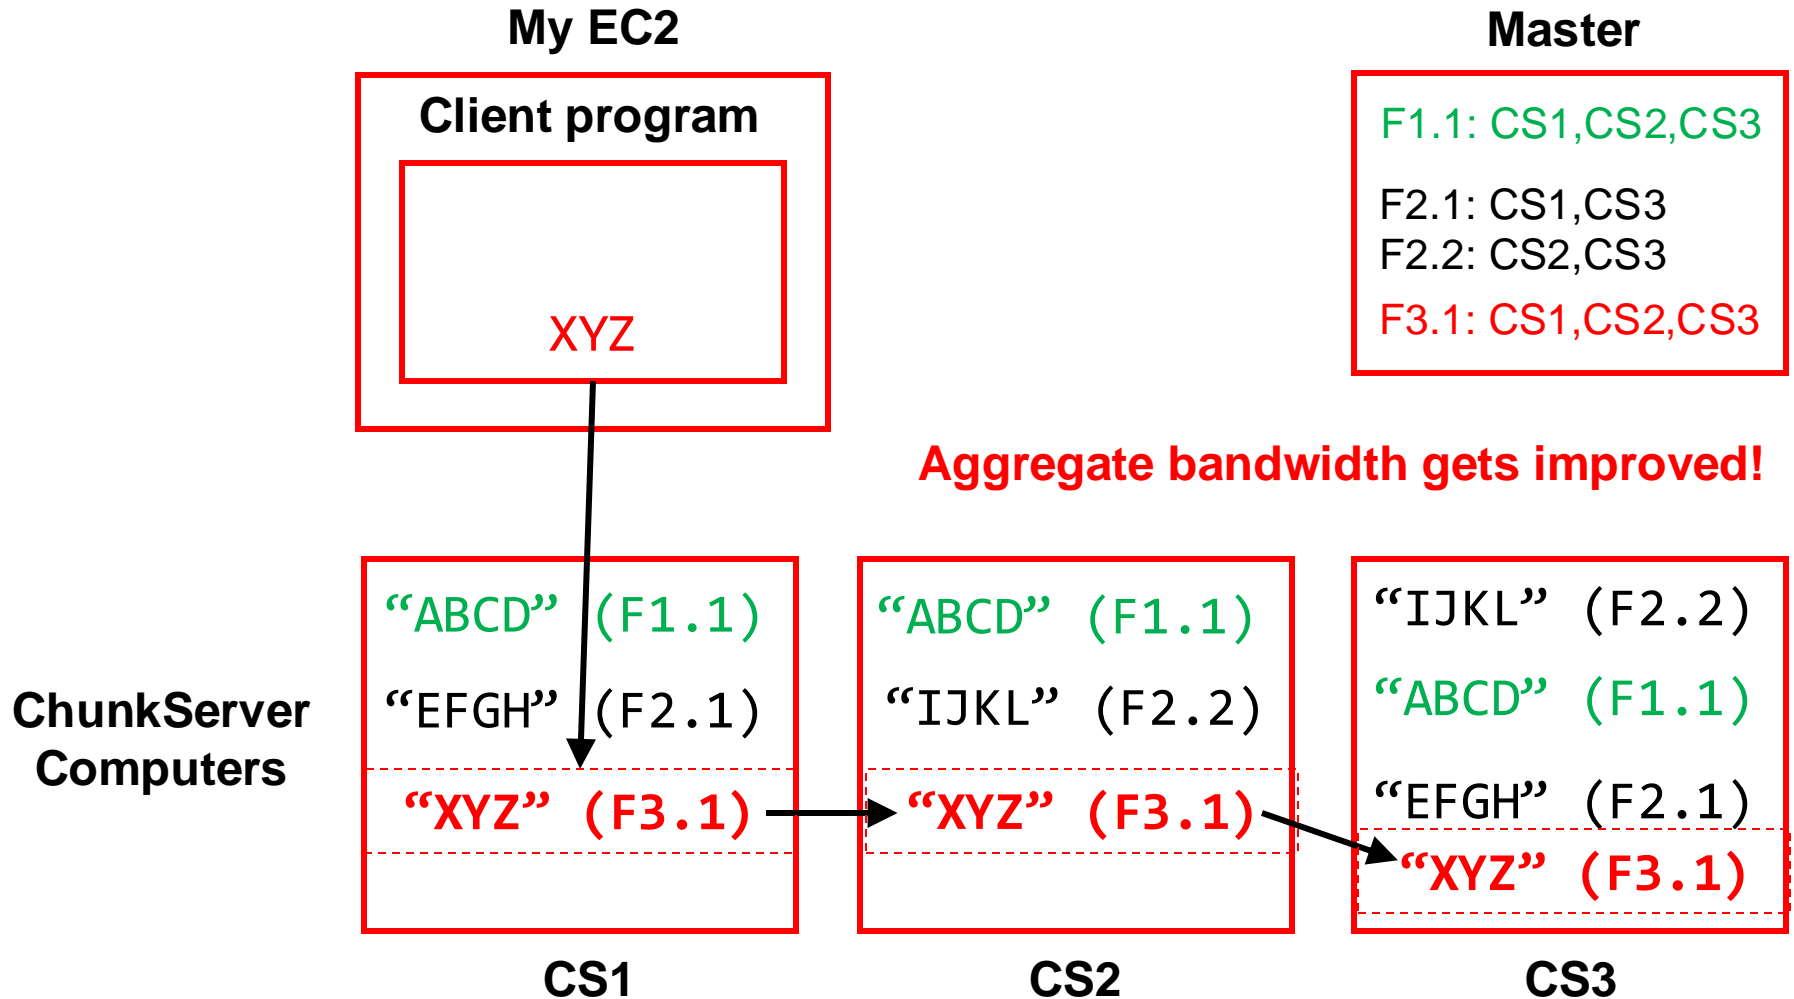 My EC2
Client program
XYZ
Master
F1.1: CS1,CS2,CS3
F2.1: CS1,CS3
F2.2: CS2,CS3
F3.1: CS1,CS2,CS3
Aggregate bandwidth gets improved!
ChunkServer
Computers
“ABCD” (F1.1)
“EFGH” (F2.1)
“XYZ” (F3.1)
CS1
“ABCD” (F1.1)
“IJKL” (F2.2)
“XYZ” (F3.1)
CS2
“IJKL” (F2.2)
“ABCD” (F1.1)
“EFGH” (F2.1)
“XYZ” (F3.1)
CS3